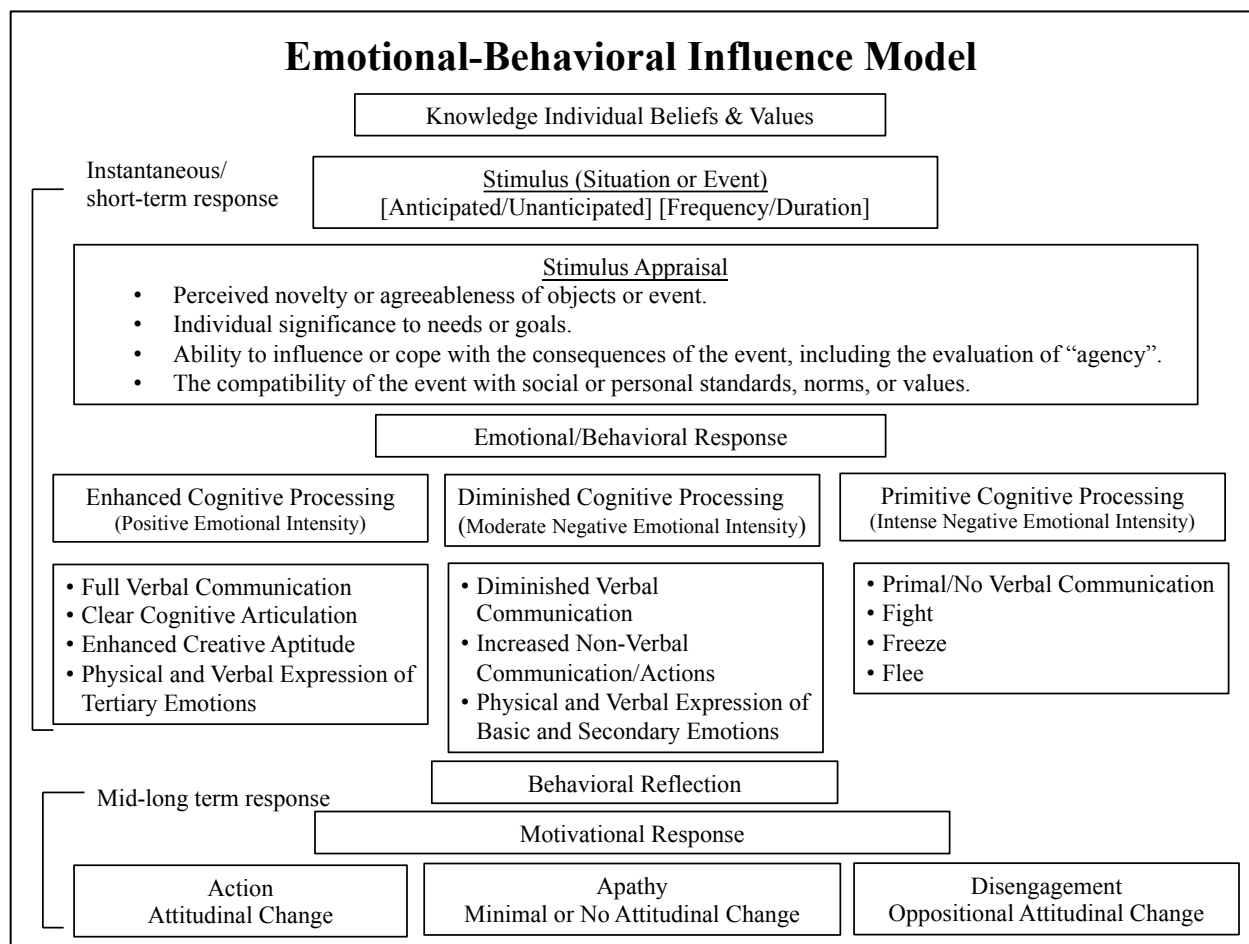 Emotional-Behavioral Influence Model
Knowledge Individual Beliefs & Values
Instantaneous/
short-term response
Stimulus (Situation or Event)
[Anticipated/Unanticipated] [Frequency/Duration]
Stimulus Appraisal
• Perceived novelty or agreeableness of objects or event.
• Individual significance to needs or goals.
• Ability to influence or cope with the consequences of the event, including the evaluation of “agency”.
• The compatibility of the event with social or personal standards, norms, or values.
Emotional/Behavioral Response
Enhanced Cognitive Processing
(Positive Emotional Intensity)
Diminished Cognitive Processing
(Moderate Negative Emotional Intensity)
Primitive Cognitive Processing
(Intense Negative Emotional Intensity)
• Full Verbal Communication
• Clear Cognitive Articulation
• Enhanced Creative Aptitude
• Physical and Verbal Expression of
Tertiary Emotions
• Diminished Verbal
Communication
• Increased Non-Verbal
Communication/Actions
• Physical and Verbal Expression of
Basic and Secondary Emotions
• Primal/No Verbal Communication
• Fight
• Freeze
• Flee
Behavioral Reflection
Mid-long term response
Motivational Response
Action
Attitudinal Change
Apathy
Minimal or No Attitudinal Change
Disengagement
Oppositional Attitudinal Change